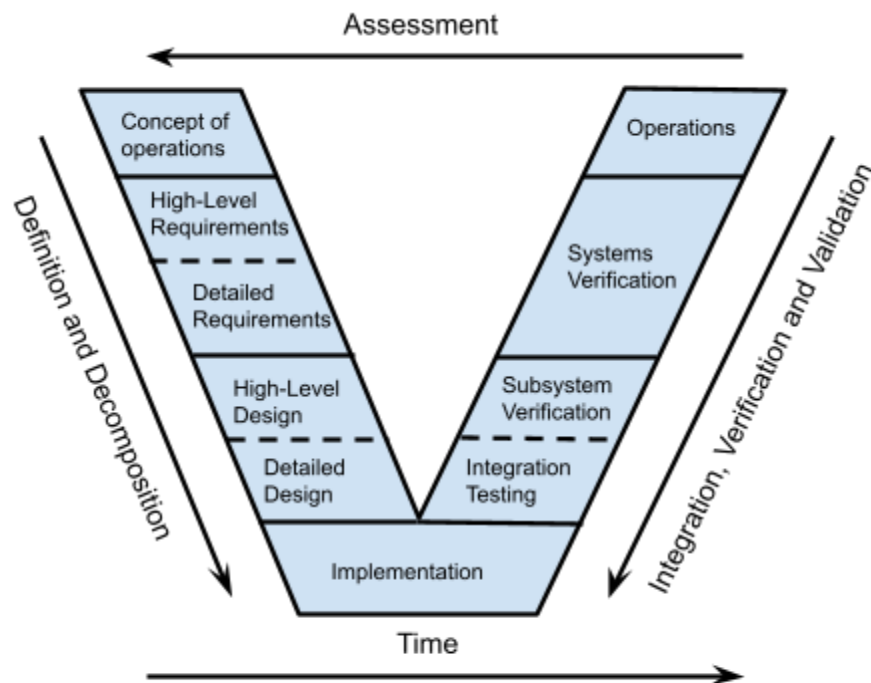 Assessment
Concept of
operations
Operations
High-Level
Requirements
Detailed
Requirements
Systems
Verification
High-Level
Design
Subsystem
Verification
Detailed
Design
Integration
Testing
Implementation
Definition and Decomposition
Integration, Verification and Validation
Time